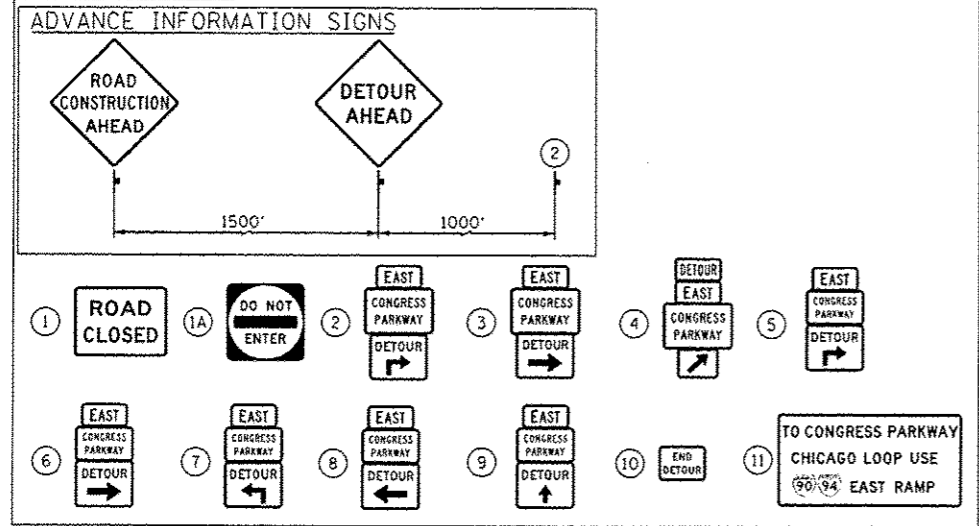 ADVANCE INFORMATION SIGNS
ROAD
CONSTRUCTION
AHEAD
DETOUR
AHEAD
2
1500'
1000'
1
ROAD
CLOSED
1A
DO NOT
ENTER
2
EAST
CONGRESS
PARKWAY
DETOUR
3
EAST
CONGRESS
PARKWAY
DETOUR
4
DETOUR
EAST
CONGRESS
PARKWAY
5
EAST
CONGRESS
PARKWAY
DETOUR
6
EAST
CONGRESS
PARKWAY
DETOUR
7
EAST
CONGRESS
PARKWAY
DETOUR
8
EAST
CONGRESS
PARKWAY
DETOUR
9
EAST
CONGRESS
PARKWAY
DETOUR
10
END
DETOUR
11
TO CONGRESS PARKWAY
CHICAGO LOOP USE
90 94 EAST RAMP